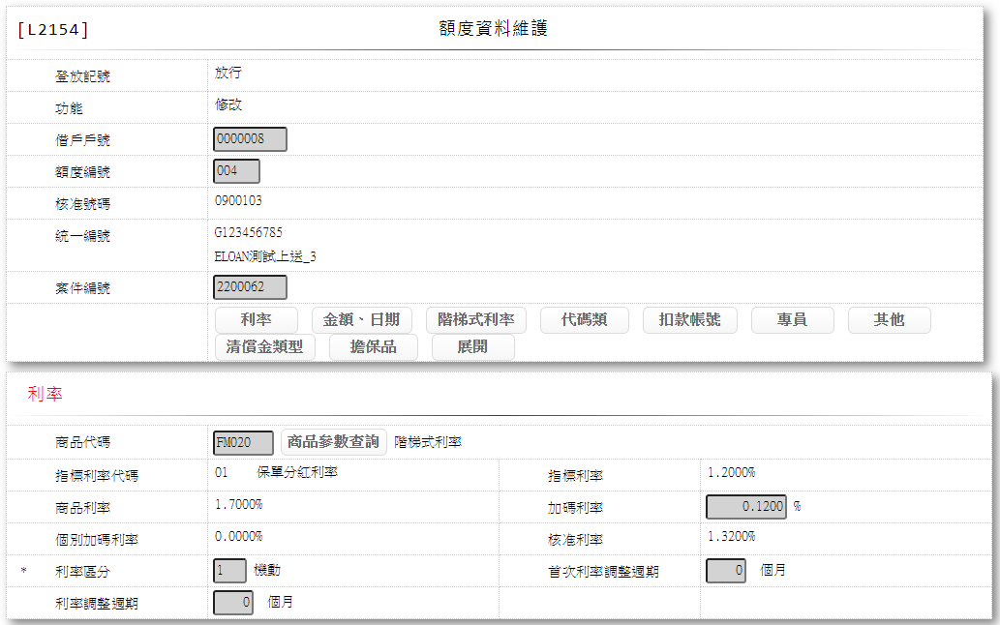 [L2154] 額度資料維護
登放記號 放行
功能 修改
借戶戶號 0000008
額度編號 004
核准號碼 0900103
統一編號 G123456785
ELOAN測試上送_3
案件編號 2200062
利率 金額、日期 階梯式利率 代碼類 扣款帳號 專員 其他
清償金類型 擔保品 展開
利率
商品代碼 FM020 商品參數查詢 階梯式利率
指標利率代碼 01 保單分紅利率 指標利率 1.2000%
商品利率 1.7000% 加碼利率 0.1200 %
個別加碼利率 0.0000% 核准利率 1.3200%
* 利率區分 1 機動 首次利率調整週期 0 個月
利率調整週期 0 個月